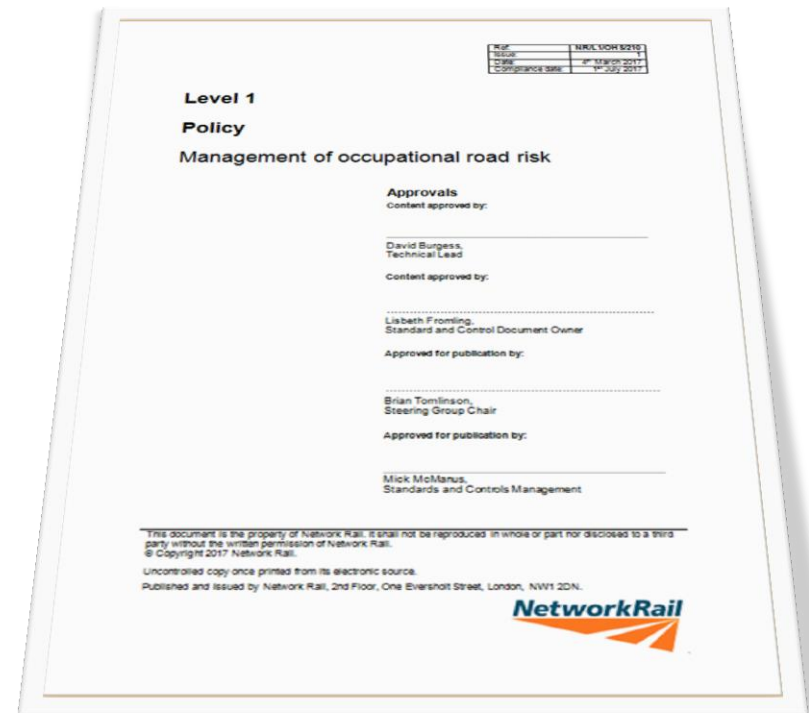 Ref: NR/L1/OHS/210
Issue: 1
Date: 4th March 2017
Compliance date: 1st July 2017
Level 1
Policy
Management of occupational road risk
Approvals
Content approved by:
David Burgess,
Technical Lead
Content approved by:
Lisbeth Fromling,
Standard and Control Document Owner
Approved for publication by:
Brian Tomlinson,
Steering Group Chair
Approved for publication by:
Mick McManus,
Standards and Controls Management
This document is the property of Network Rail. It shall not be reproduced in whole or part nor disclosed to a third
party without the written permission of Network Rail.
© Copyright 2017 Network Rail.
Uncontrolled copy once printed from its electronic source.
Published and issued by Network Rail, 2nd Floor, One Eversholt Street, London, NW1 2DN.
NetworkRail